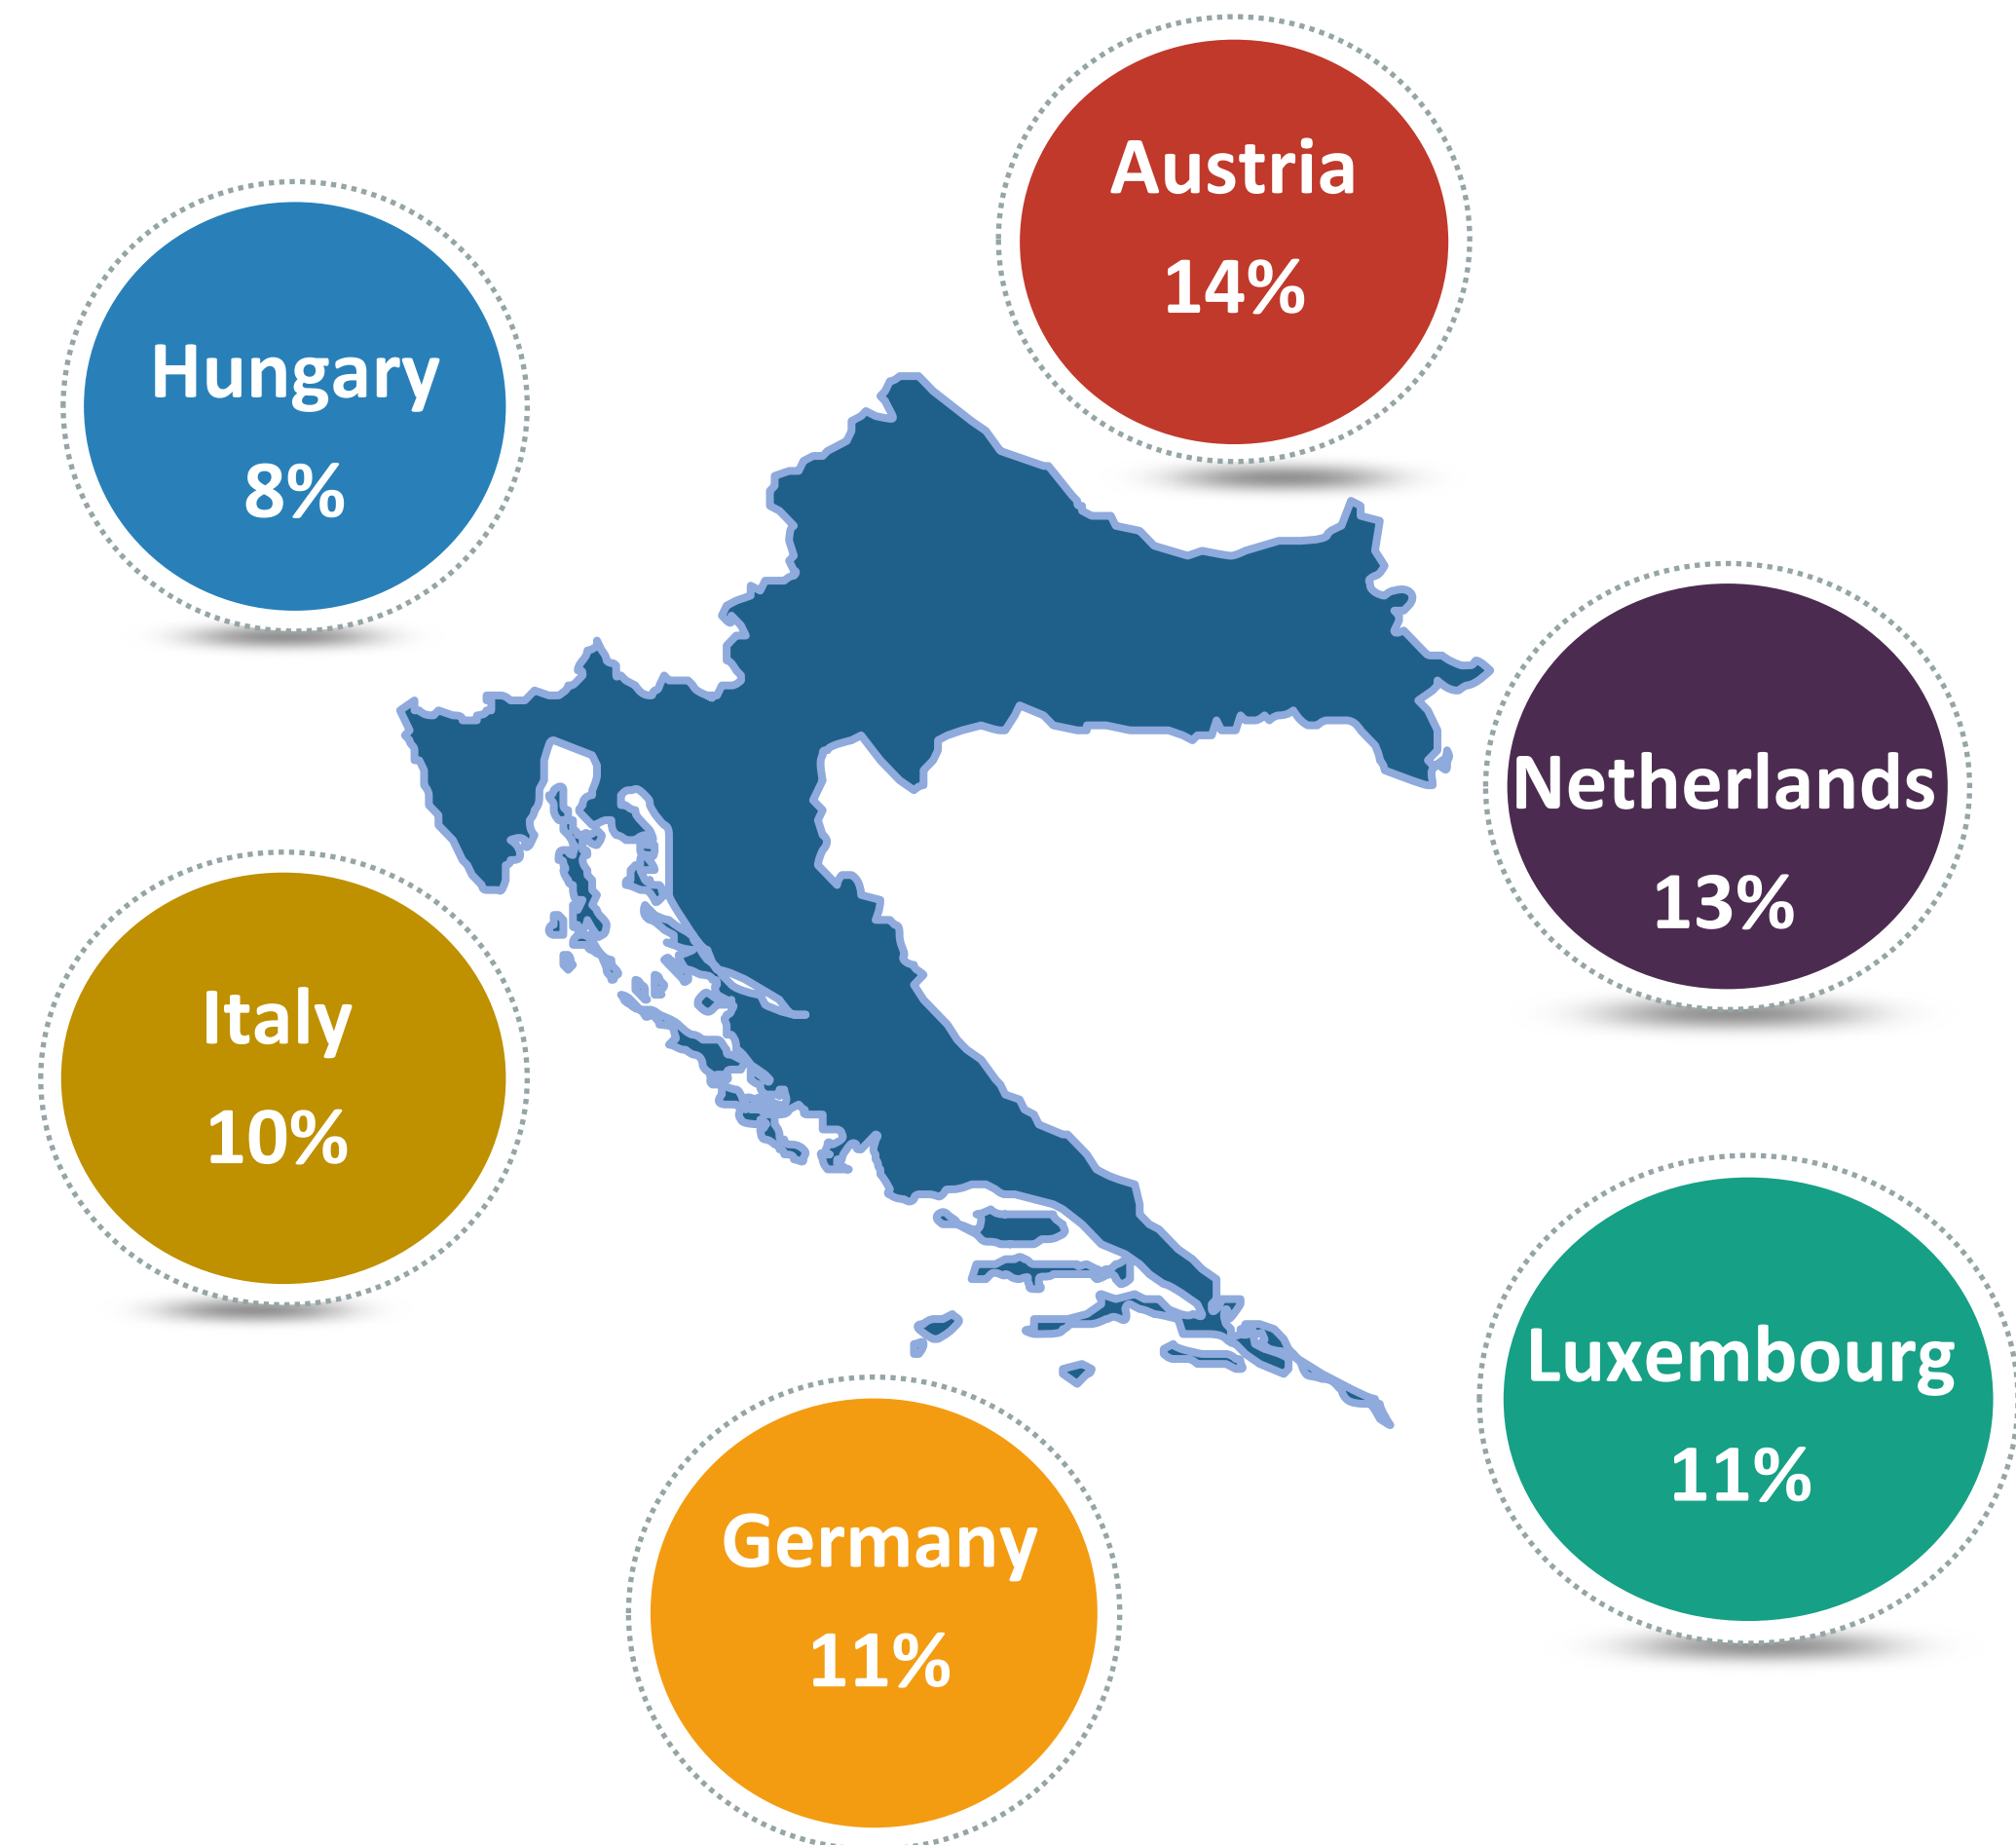 Austria
14%
Hungary
8%
Netherlands
13%
Italy
10%
Luxembourg
11%
Germany
11%